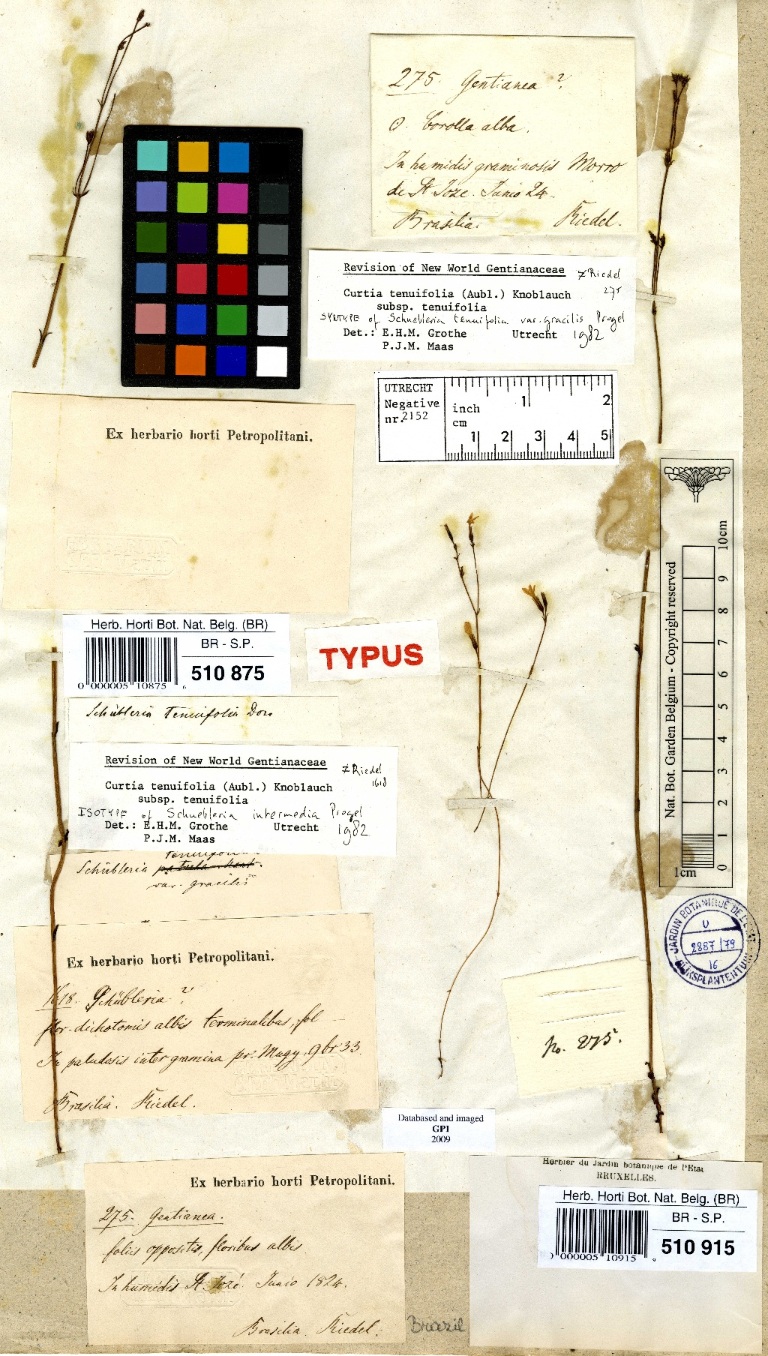 275. Gentianea?
O. Corolla alba.
In humidis graminosis Morro
de St Joze. Junio 24.
Brasilia. Riedel.
Revision of New World Gentianaceae
Riedel
275
Curtia tenuifolia (Aubl.) Knoblauch
subsp. tenuifolia
SYNTYPE of Schuebleria tenuifolia var. gracilis Progel
Det.: E.H.M. Grothe Utrecht 1982
P.J.M. Maas
UTRECHT
Negative
nr. 2152
inch
cm
1 2
1 2 3 4 5
Ex herbario horti Petropolitani.
Herb. Horti Bot. Nat. Belg. (BR)
BR - S.P.
510 875
0 000005 10875
TYPUS
Schübleria tenuifolia Don
Revision of New World Gentianaceae
Riedel
1618
Curtia tenuifolia (Aubl.) Knoblauch
subsp. tenuifolia
ISOTYPE of Schuebleria intermedia Progel
Det.: E.H.M. Grothe Utrecht 1982
P.J.M. Maas
tenuifolia
Schübleria
var. gracilis
Ex herbario horti Petropolitani.
1618. Schübleria?
flor. dichotomis albis terminalibus, fol
In paludosis inter gramina pr. Mugy. 9br 33.
Brasilia. Riedel.
Nat. Bot. Garden Belgium - Copyright reserved
10cm
9
8
7
6
5
4
3
2
1cm
0
JARDIN BOTANIQUE DE L'ETAT
2887/79
16
RIJKSPLANTENTUIN
No. 275.
Databased and imaged
GPI
2009
Ex herbario horti Petropolitani.
275. Gentianea.
foliis oppositis, floribus albis
In humidis St. Jozé. Junio 1824.
Brasilia. Riedel.
Brazil
Herbier du Jardin botanique de l'Etat
BRUXELLES.
Herb. Horti Bot. Nat. Belg. (BR)
BR - S.P.
510 915
0 000005 10915